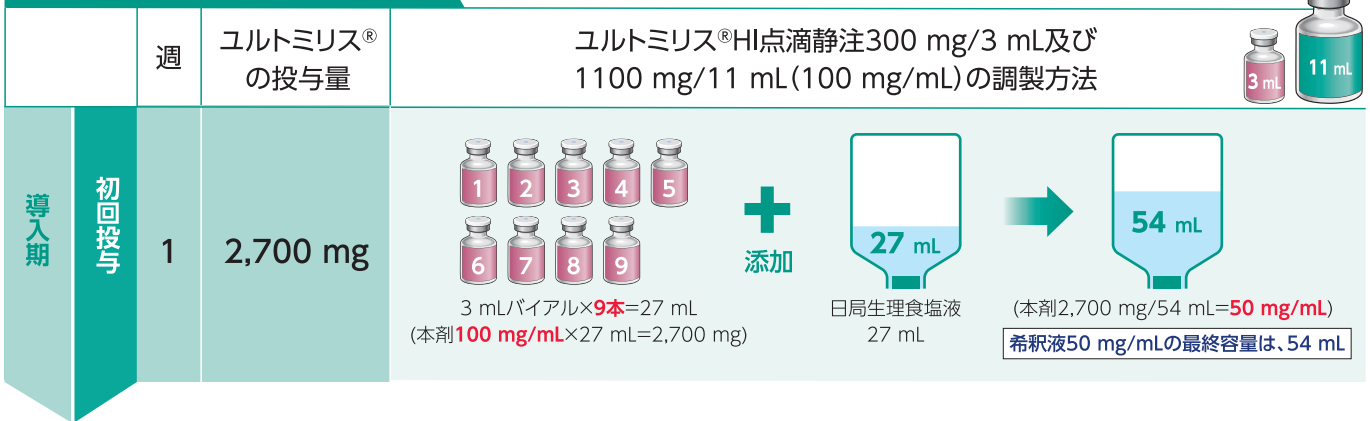 週
ユルトミリス®
の投与量
ユルトミリス®HI点滴静注300 mg/3 mL及び
1100 mg/11 mL(100 mg/mL)の調製方法
3 mL
11 mL
導入期
初回投与
1
2,700 mg
1 2 3 4 5
6 7 8 9
3 mLバイアル×9本=27 mL
(本剤100 mg/mL×27 mL=2,700 mg)
添加
27 mL
日局生理食塩液
27 mL
54 mL
(本剤2,700 mg/54 mL=50 mg/mL)
希釈液50 mg/mLの最終容量は、54 mL